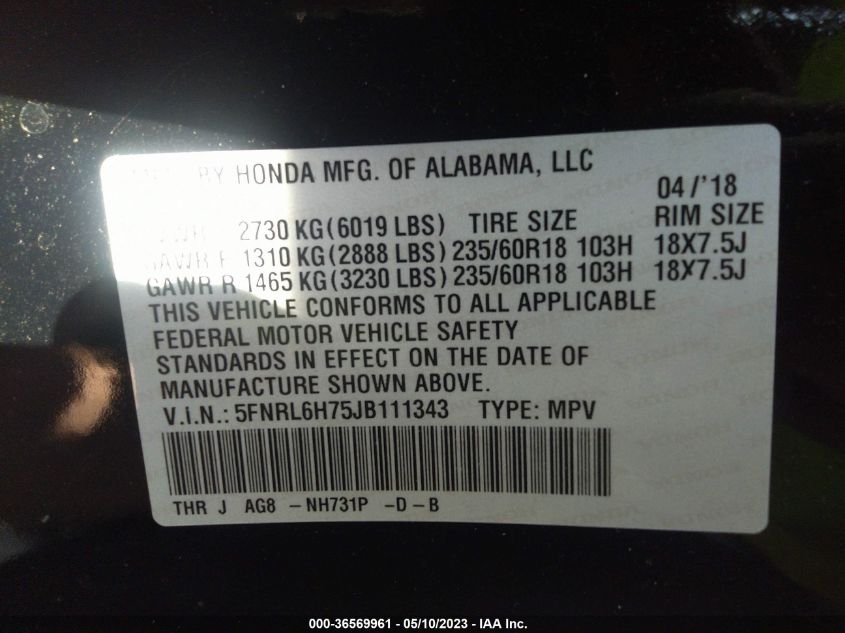 BY HONDA MFG. OF ALABAMA, LLC
04/'18
2730 KG(6019 LBS) TIRE SIZE RIM SIZE
GAWR F 1310 KG(2888 LBS) 235/60R18 103H 18X7.5J
GAWR R 1465 KG(3230 LBS) 235/60R18 103H 18X7.5J
THIS VEHICLE CONFORMS TO ALL APPLICABLE
FEDERAL MOTOR VEHICLE SAFETY
STANDARDS IN EFFECT ON THE DATE OF
MANUFACTURE SHOWN ABOVE.
V.I.N.: 5FNRL6H75JB111343 TYPE: MPV
THR J AG8 -NH731P -D-B
000-36569961 - 05/10/2023 - IAA Inc.